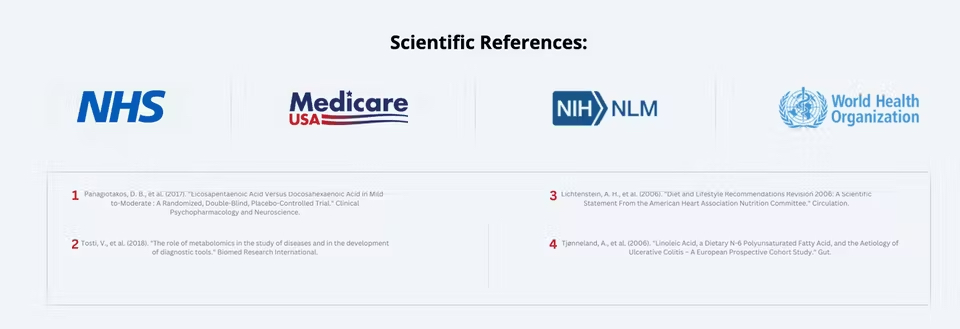 Scientific References:
NHS
Medicare
USA
NIH NLM
World Health
Organization
1 Panagiotakos, D. B., et al. (2017). "Eicosapentaenoic Acid Versus Docosahexaenoic Acid in Mild
-to-Moderate : A Randomized, Double-Blind, Placebo-Controlled Trial." Clinical
Psychopharmacology and Neuroscience.
2 Tosti, V., et al. (2018). "The role of metabolomics in the study of diseases and in the development
of diagnostic tools." Biomed Research International.
3 Lichtenstein, A. H., et al. (2006). "Diet and Lifestyle Recommendations Revision 2006: A Scientific
Statement From the American Heart Association Nutrition Committee." Circulation.
4 Tjønneland, A., et al. (2006). "Linoleic Acid, a Dietary N-6 Polyunsaturated Fatty Acid, and the Aetiology of
Ulcerative Colitis – A European Prospective Cohort Study." Gut.